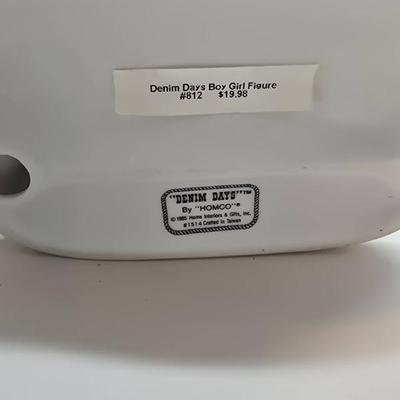 Denim Days Boy Girl Figure
#812 $19.98
"DENIM DAYS"™
By "HOMCO"®
©1985 Home Interiors & Gifts, Inc.
#1514 Crafted in Taiwan